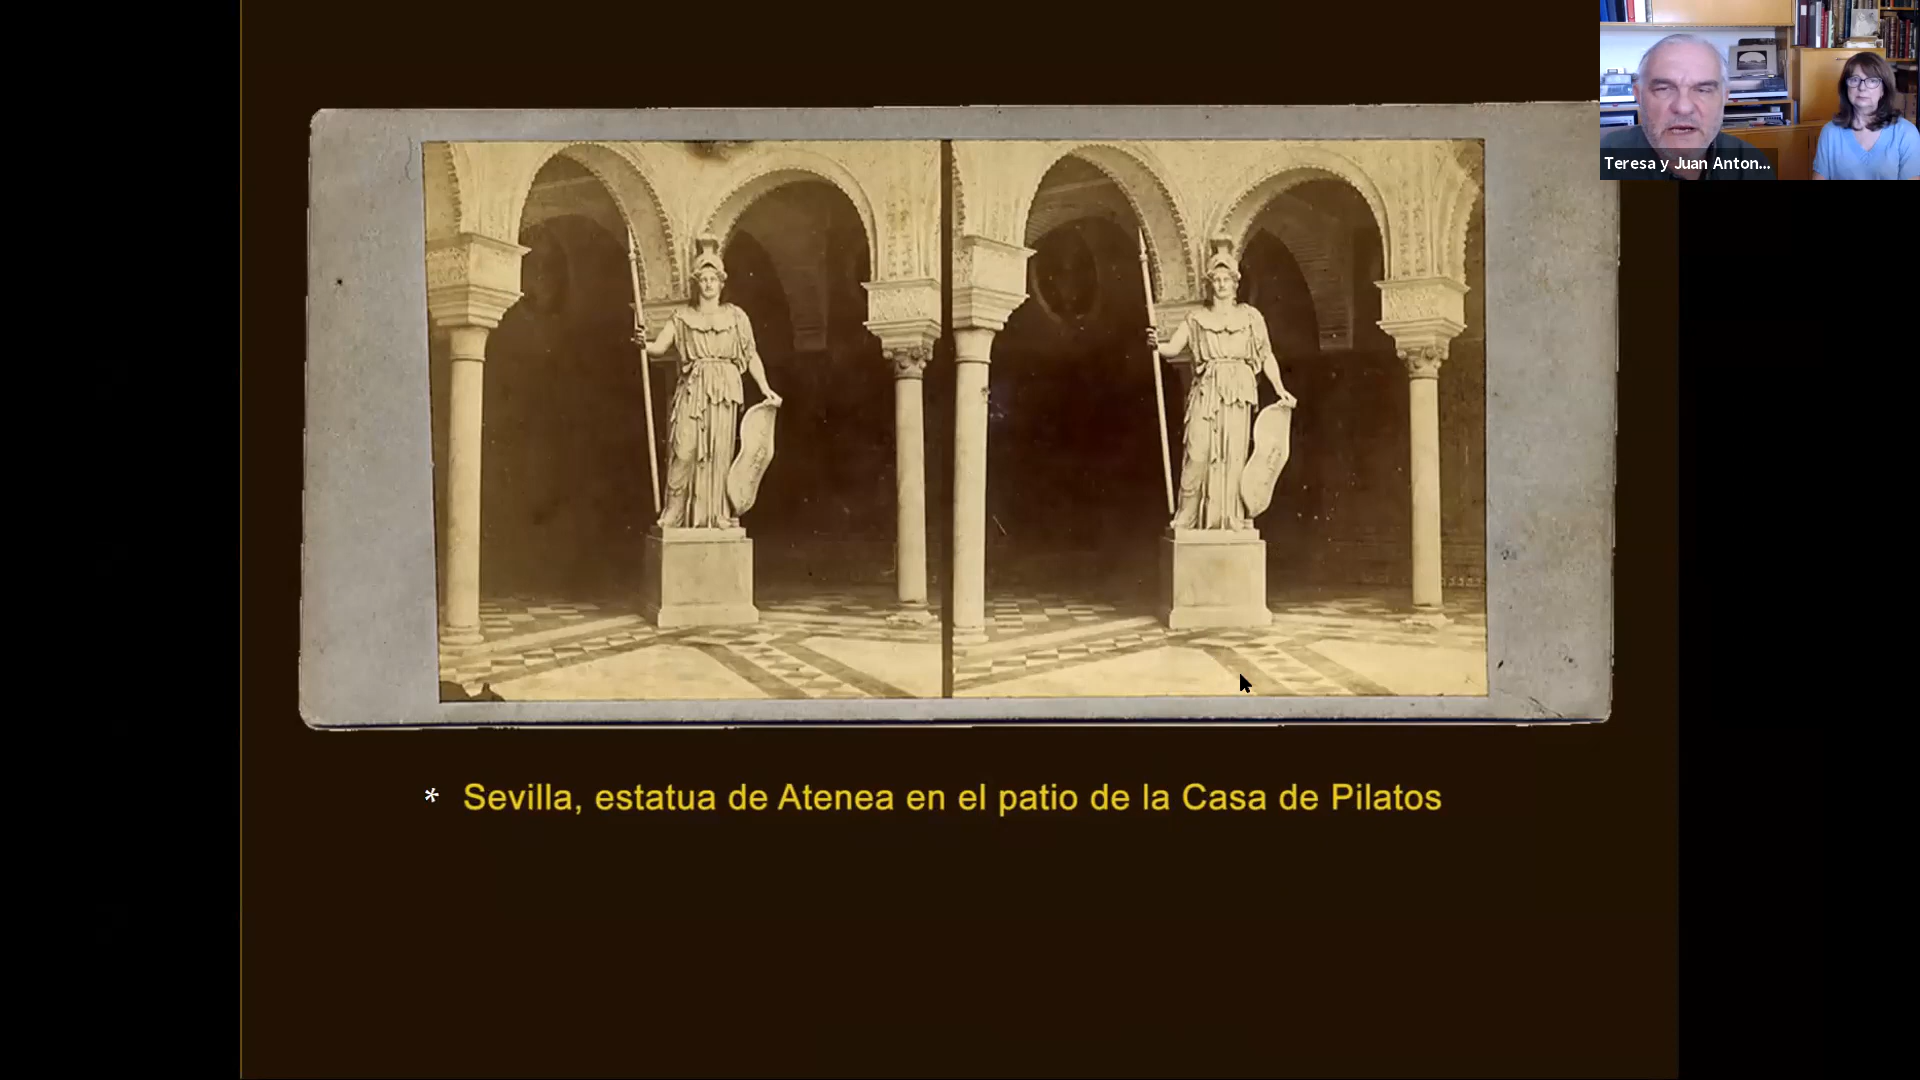 Teresa y Juan Anton...
* Sevilla, estatua de Atenea en el patio de la Casa de Pilatos